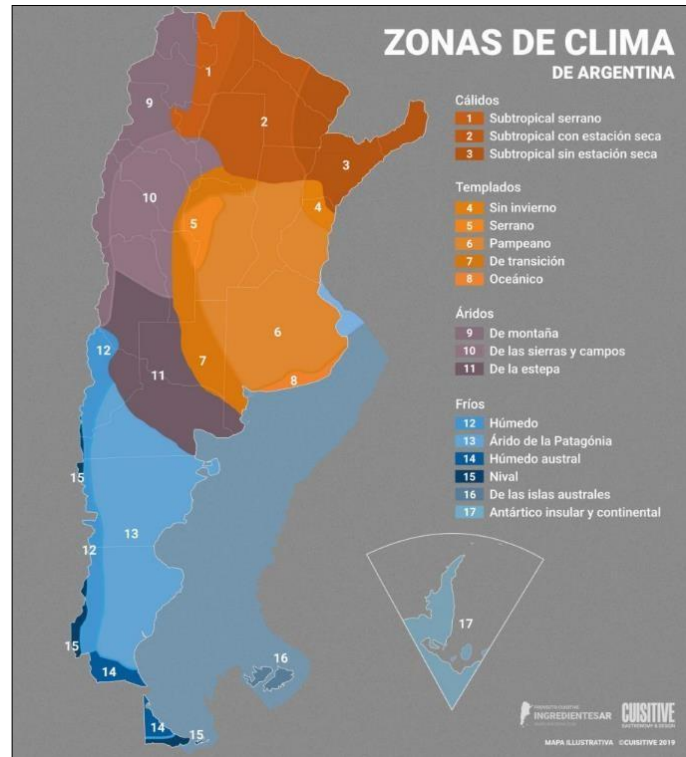 ZONAS DE CLIMA
DE ARGENTINA
Cálidos
1 Subtropical serrano
2 Subtropical con estación seca
3 Subtropical sin estación seca
Templados
4 Sin invierno
5 Serrano
6 Pampeano
7 De transición
8 Oceánico
Áridos
9 De montaña
10 De las sierras y campos
11 De la estepa
Fríos
12 Húmedo
13 Árido de la Patagónia
14 Húmedo austral
15 Nival
16 De las islas australes
17 Antártico insular y continental
1
9
2
3
10
4
5
6
12
7
8
11
15
13
12
15
14
16
17
14
15
INGREDIENTESAR
CUISITIVE
GASTRONOMY & DESIGN
MAPA ILLUSTRATIVA ©CUISITIVE 2019